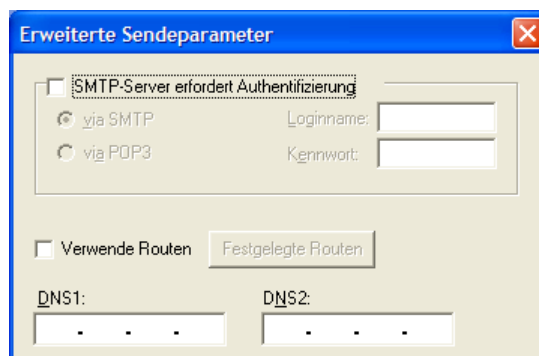 Erweiterte Sendeparameter
SMTP-Server erfordert Authentifizierung
via SMTP Loginname:
via POP3 Kennwort:
Verwende Routen Festgelegte Routen
DNS1: DNS2:
. . . . . .